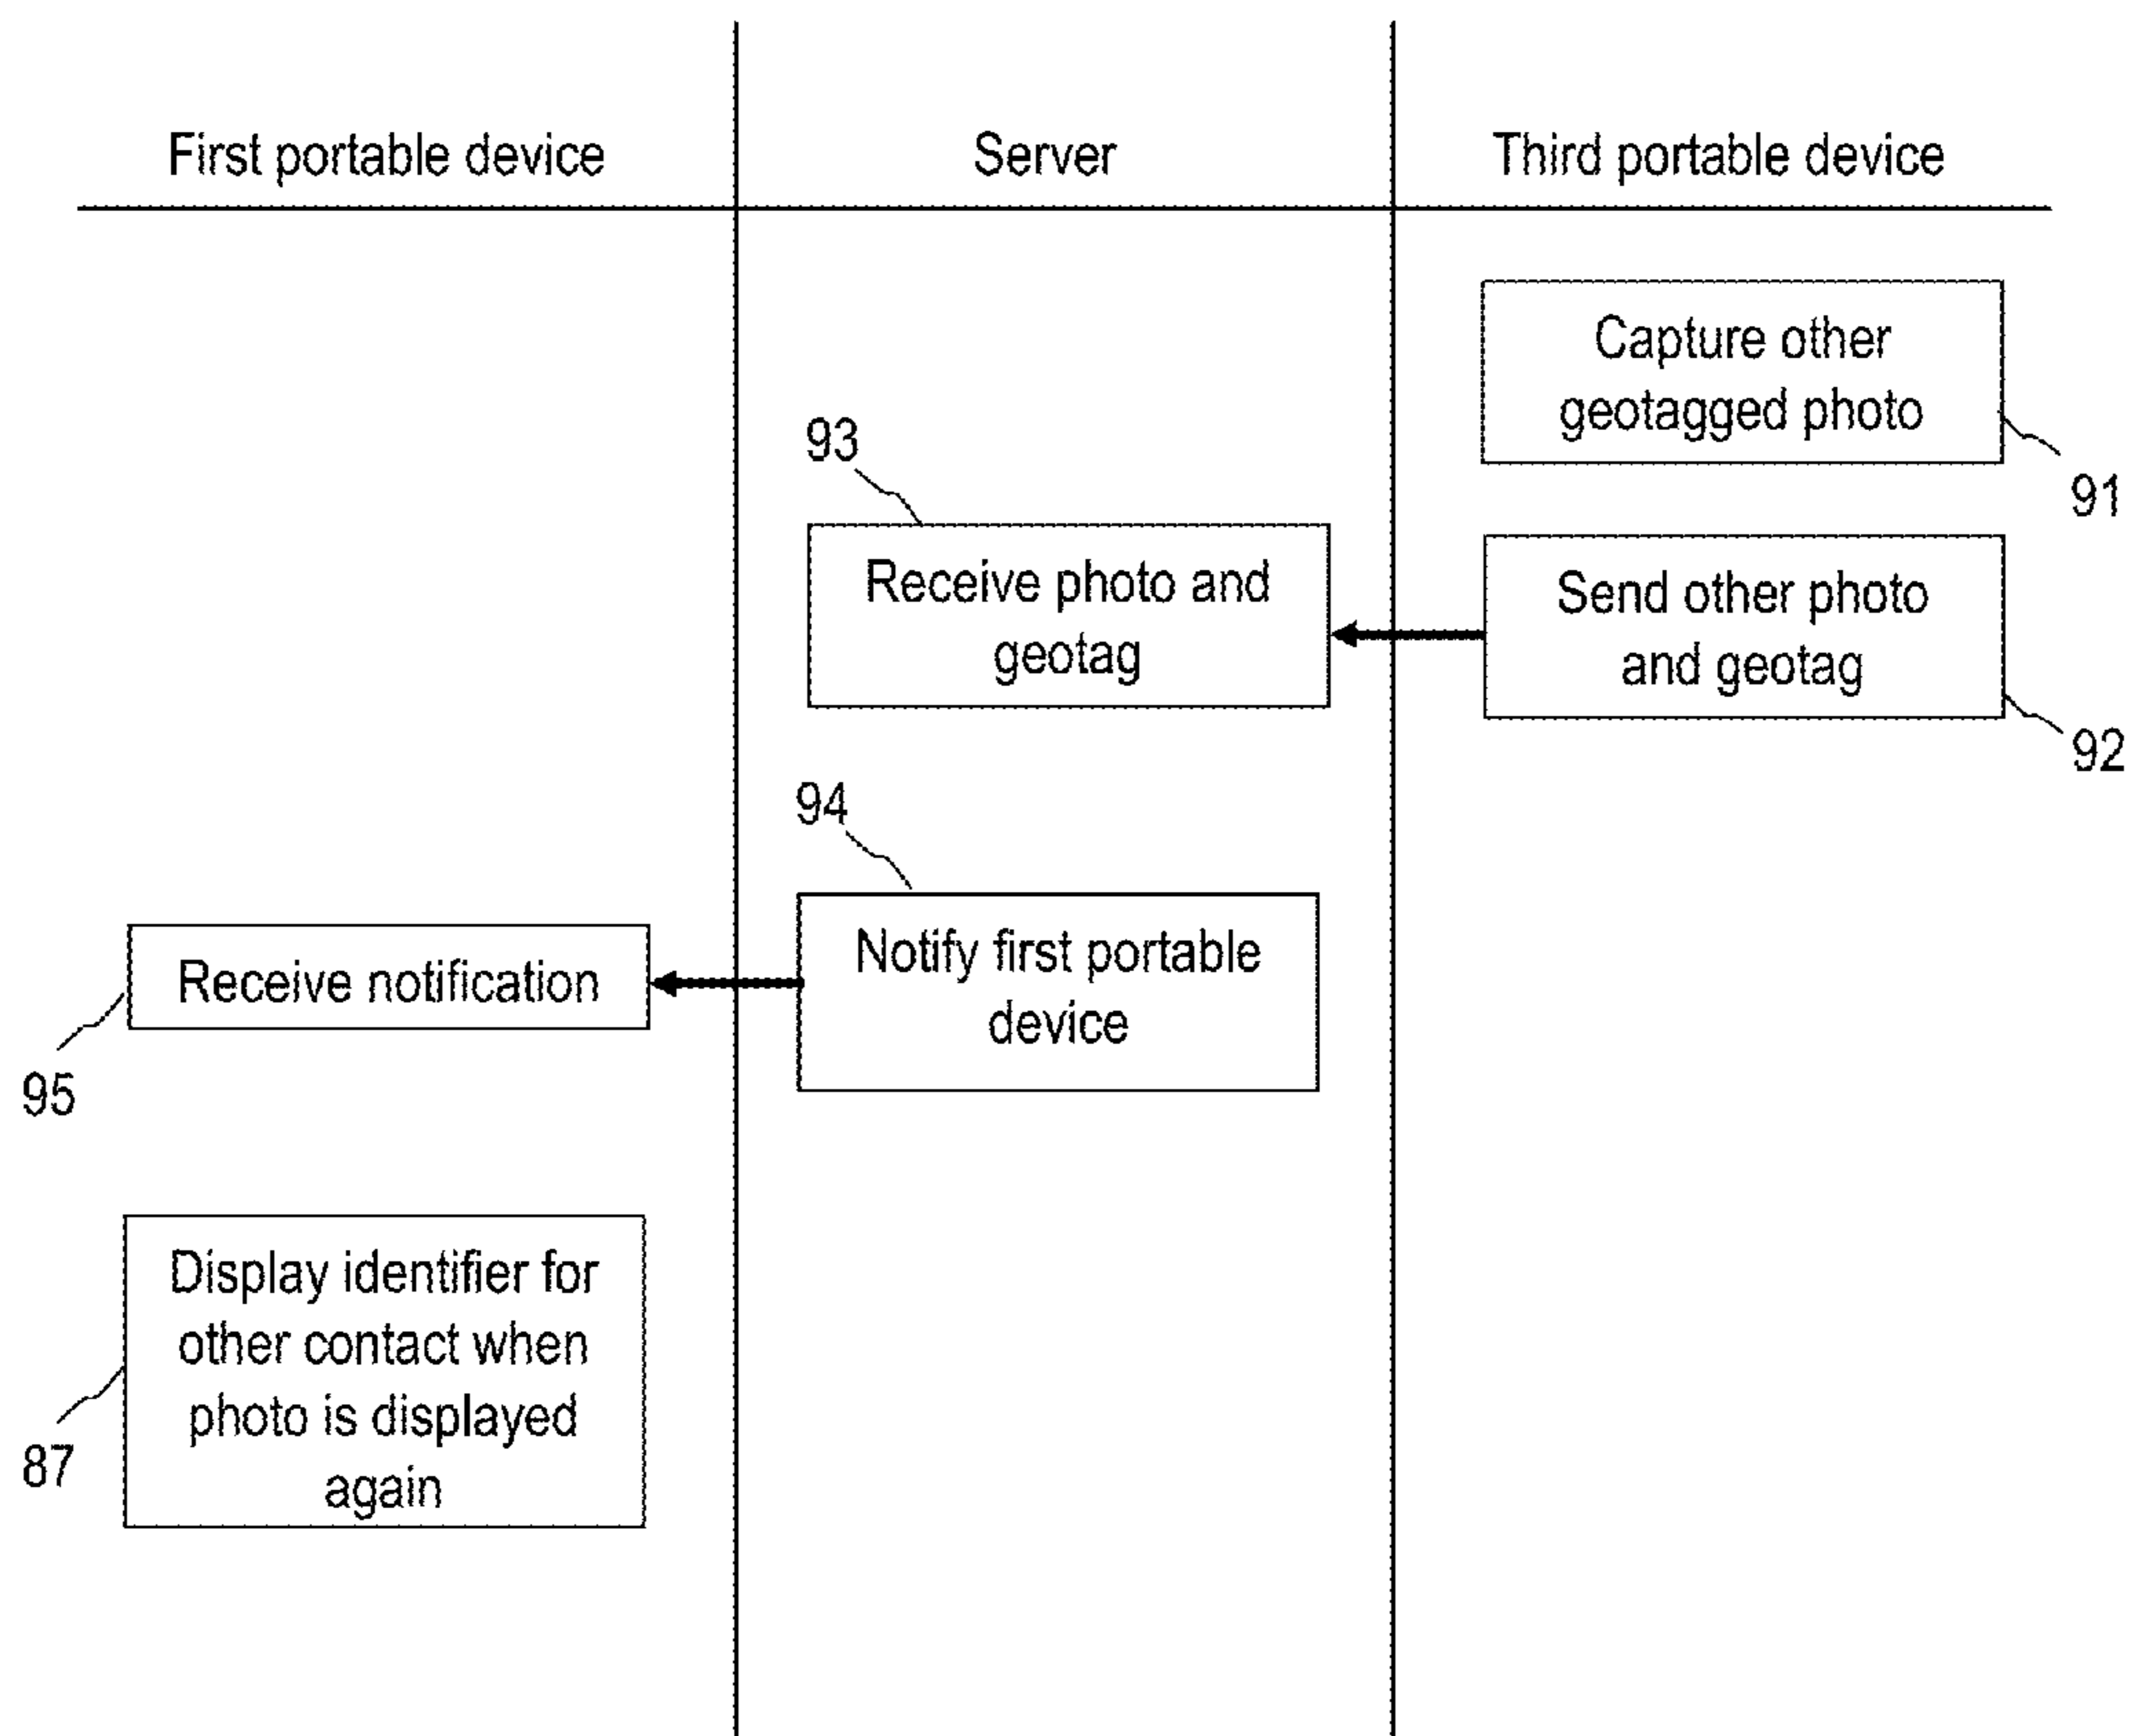 First portable device
Server
Third portable device
Capture other
geotagged photo
91
93
Receive photo and
geotag
Send other photo
and geotag
92
94
Notify first portable
device
Receive notification
95
Display identifier for
other contact when
photo is displayed
again
87